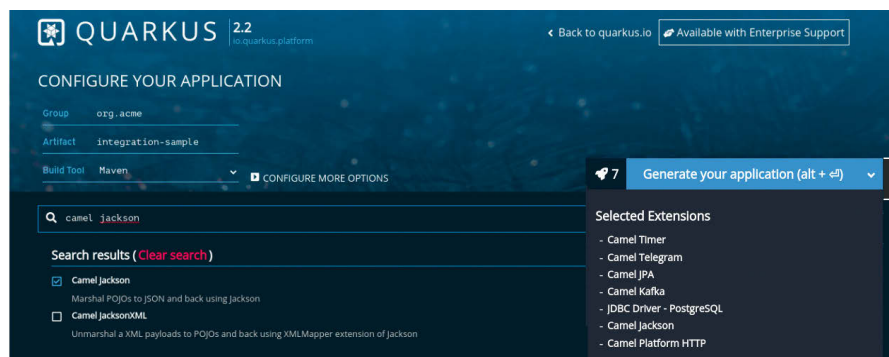 QUARKUS
2.2
io.quarkus.platform
Back to quarkus.io
Available with Enterprise Support
CONFIGURE YOUR APPLICATION
Group org.acme
Artifact integration-sample
Build Tool Maven
CONFIGURE MORE OPTIONS
7 Generate your application (alt + ⏎)
camel jackson
Search results (Clear search)
Camel Jackson
Marshal POJOs to JSON and back using Jackson
Camel JacksonXML
Unmarshal a XML payloads to POJOs and back using XMLMapper extension of Jackson
Selected Extensions
- Camel Timer
- Camel Telegram
- Camel JPA
- Camel Kafka
- JDBC Driver - PostgreSQL
- Camel Jackson
- Camel Platform HTTP